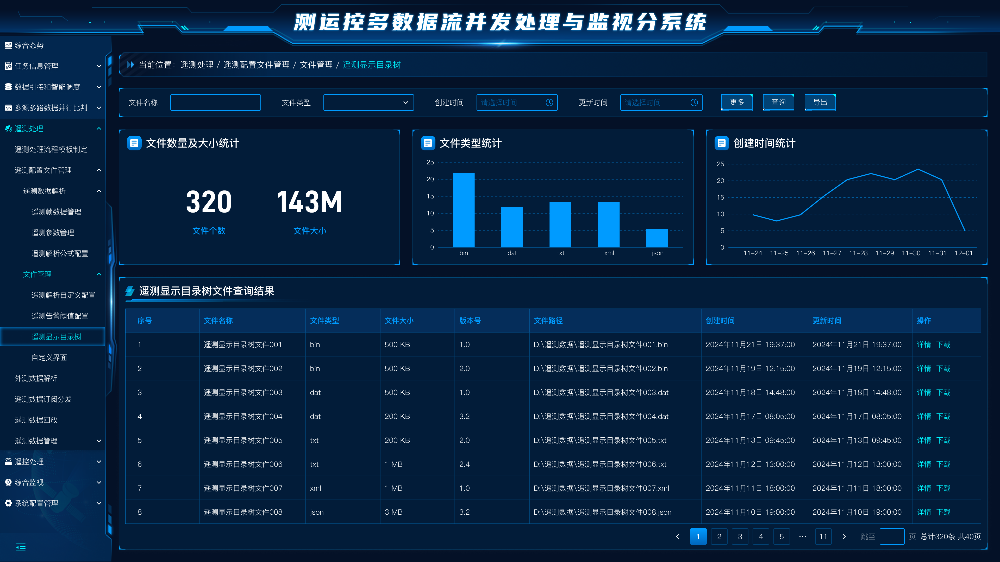 测运控多数据流并发处理与监视分系统
综合态势
任务信息管理
数据引接和智能调度
多源多路数据并行比判
遥测处理
遥测处理流程模板制定
遥测配置文件管理
遥测数据解析
遥测帧数据管理
遥测参数管理
遥测解析公式配置
文件管理
遥测解析自定义配置
遥测告警阈值配置
遥测显示目录树
自定义界面
外测数据解析
遥测数据订阅分发
遥测数据回放
遥测数据管理
遥控处理
综合监视
系统配置管理
当前位置：遥测处理 / 遥测配置文件管理 / 文件管理 / 遥测显示目录树
文件名称 文件类型 创建时间 请选择时间 更新时间 请选择时间 更多 查询 导出
文件数量及大小统计
320 143M
文件个数 文件大小
文件类型统计
25
20
15
10
5
0
bin dat txt xml json
创建时间统计
25
20
15
10
5
0
11-24 11-25 11-26 11-27 11-28 11-29 11-30 11-31 12-01
遥测显示目录树文件查询结果
序号 文件名称 文件类型 文件大小 版本号 文件路径 创建时间 更新时间 操作
1 遥测显示目录树文件001 bin 500 KB 1.0 D:\遥测数据\遥测显示目录树文件001.bin 2024年11月21日 19:37:00 2024年11月21日 19:37:00 详情 下载
2 遥测显示目录树文件002 bin 500 KB 2.0 D:\遥测数据\遥测显示目录树文件002.bin 2024年11月19日 12:15:00 2024年11月19日 12:15:00 详情 下载
3 遥测显示目录树文件003 dat 500 KB 1.0 D:\遥测数据\遥测显示目录树文件003.dat 2024年11月18日 14:48:00 2024年11月18日 14:48:00 详情 下载
4 遥测显示目录树文件004 dat 200 KB 3.2 D:\遥测数据\遥测显示目录树文件004.dat 2024年11月17日 08:05:00 2024年11月17日 08:05:00 详情 下载
5 遥测显示目录树文件005 txt 200 KB 2.0 D:\遥测数据\遥测显示目录树文件005.txt 2024年11月13日 09:45:00 2024年11月13日 09:45:00 详情 下载
6 遥测显示目录树文件006 txt 1 MB 2.4 D:\遥测数据\遥测显示目录树文件006.txt 2024年11月12日 13:00:00 2024年11月12日 13:00:00 详情 下载
7 遥测显示目录树文件007 xml 1 MB 1.0 D:\遥测数据\遥测显示目录树文件007.xml 2024年11月11日 18:00:00 2024年11月11日 18:00:00 详情 下载
8 遥测显示目录树文件008 json 3 MB 3.2 D:\遥测数据\遥测显示目录树文件008.json 2024年11月10日 19:00:00 2024年11月10日 19:00:00 详情 下载
1 2 3 4 5 ··· 11 跳至 页 总计320条 共40页